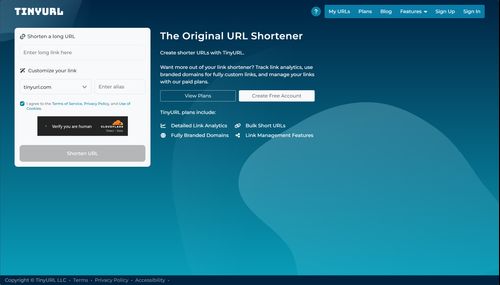 TINYURL
? My URLs Plans Blog Features Sign Up Sign In
Shorten a long URL
Enter long link here
Customize your link
tinyurl.com Enter alias
I agree to the Terms of Service, Privacy Policy, and Use of
Cookies.
Verify you are human
CLOUDFLARE
Shorten URL
The Original URL Shortener
Create shorter URLs with TinyURL.
Want more out of your link shortener? Track link analytics, use
branded domains for fully custom links, and manage your links
with our paid plans.
View Plans Create Free Account
TinyURL plans include:
Detailed Link Analytics Bulk Short URLs
Fully Branded Domains Link Management Features
Copyright © TinyURL LLC - Terms - Privacy Policy - Accessibility -